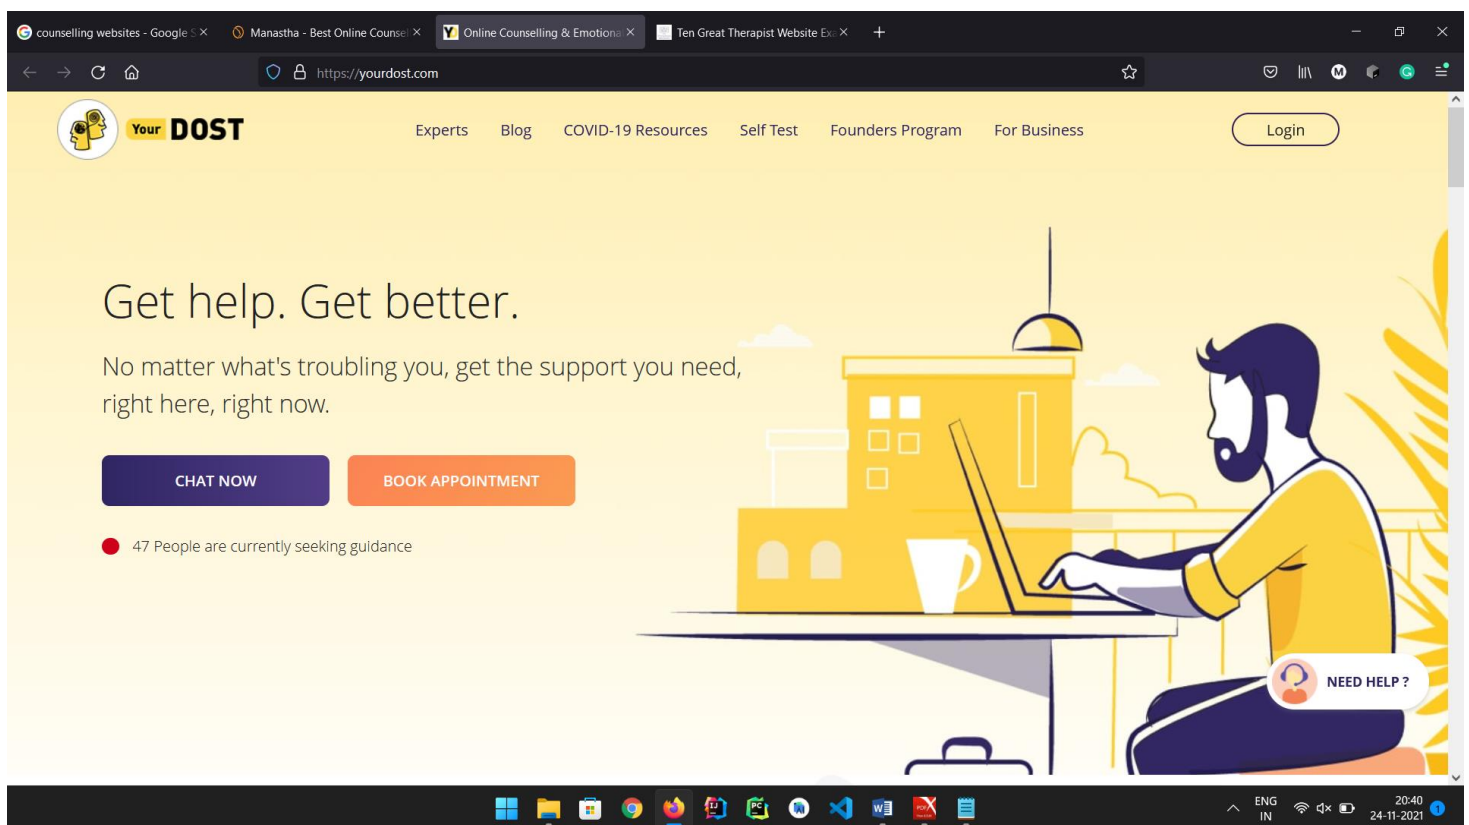 counselling websites - Google S
Manastha - Best Online Counsel
Online Counselling & Emotional
Ten Great Therapist Website Exa
https://yourdost.com
Your DOST
Experts
Blog
COVID-19 Resources
Self Test
Founders Program
For Business
Login
Get help. Get better.
No matter what's troubling you, get the support you need,
right here, right now.
CHAT NOW
BOOK APPOINTMENT
47 People are currently seeking guidance
NEED HELP ?
ENG
IN
20:40
24-11-2021
1